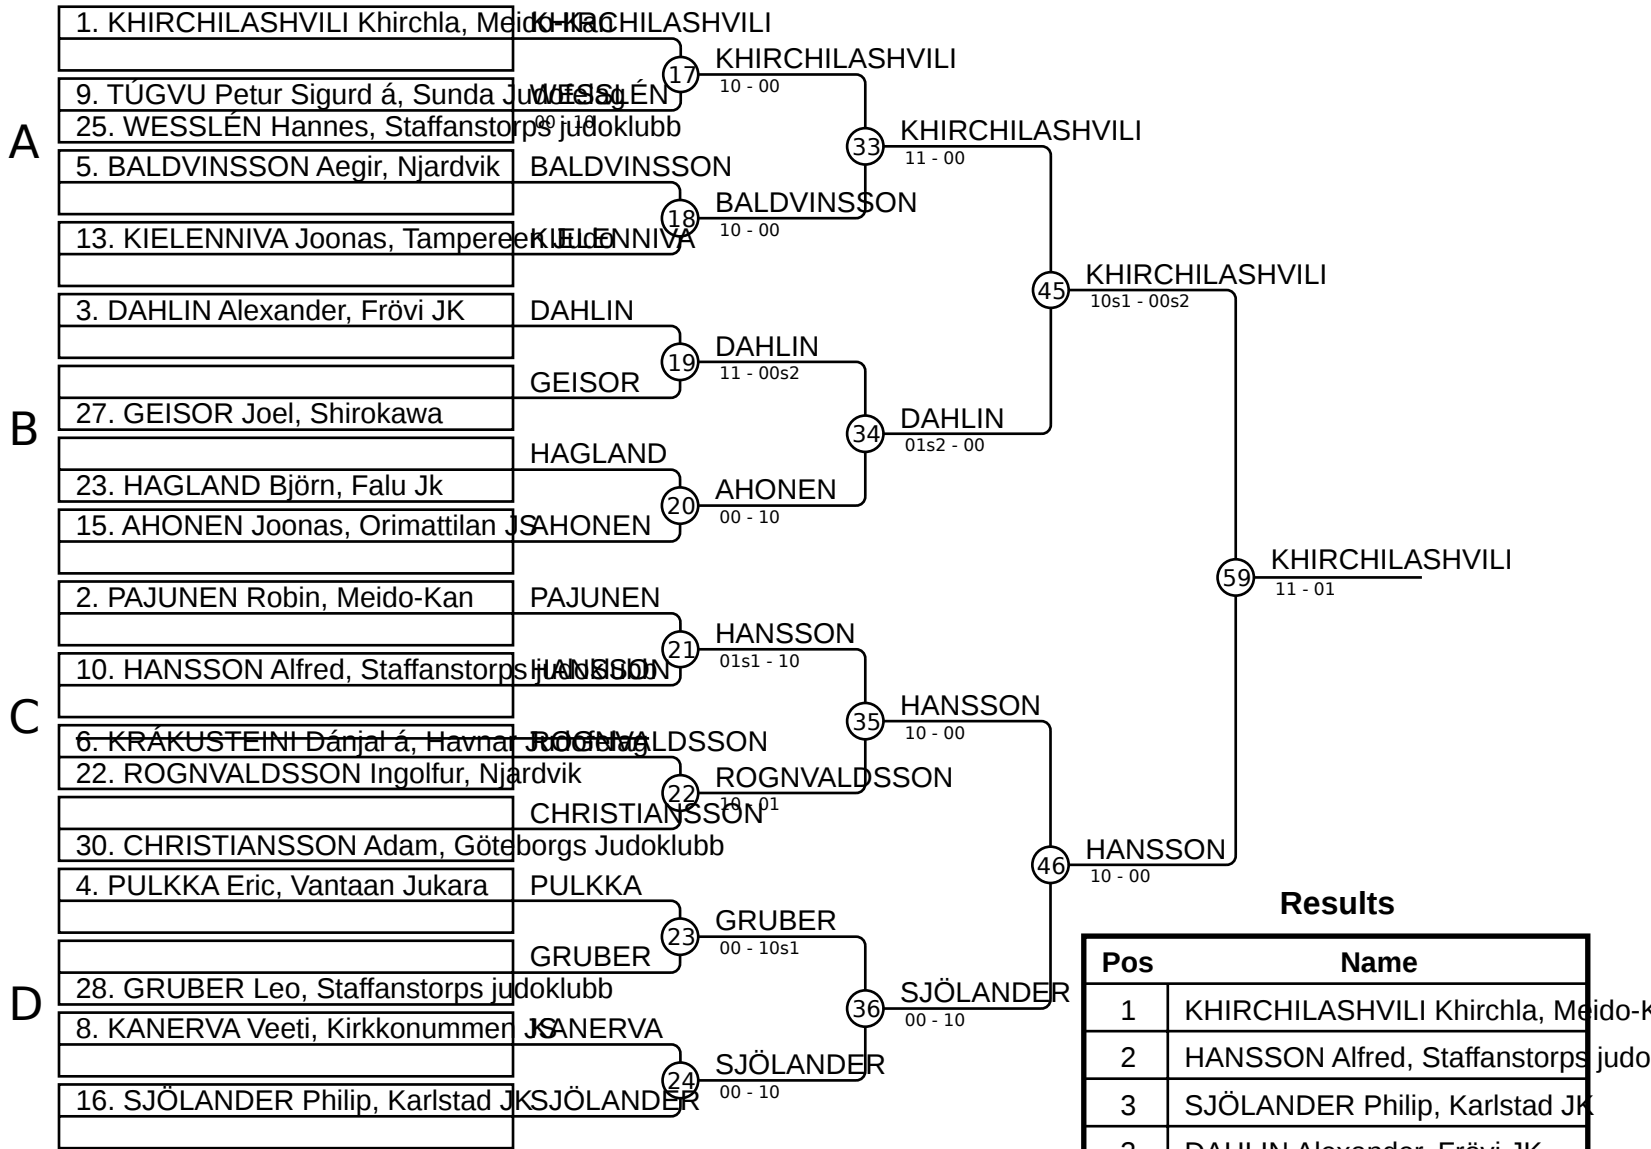 A
1. KHIRCHILASHVILI Khirchla, Meido-Kan
9. TÚGVU Petur Sigurd á, Sunda Judofelag
25. WESSLÉN Hannes, Staffanstorps judoklubb
5. BALDVINSSON Aegir, Njardvik
13. KIELENNIVA Joonas, Tampereen Judo
B
3. DAHLIN Alexander, Frövi JK
27. GEISOR Joel, Shirokawa
23. HAGLAND Björn, Falu Jk
15. AHONEN Joonas, Orimattilan JS
C
2. PAJUNEN Robin, Meido-Kan
10. HANSSON Alfred, Staffanstorps judoklubb
6. KRÁKUSTEINI Dánjal á, Havnar Judofelag
22. ROGNVALDSSON Ingolfur, Njardvik
30. CHRISTIANSSON Adam, Göteborgs Judoklubb
D
4. PULKKA Eric, Vantaan Jukara
28. GRUBER Leo, Staffanstorps judoklubb
8. KANERVA Veeti, Kirkkonummen JS
16. SJÖLANDER Philip, Karlstad JK
KHIRCHILASHVILI
WESSLÉN
00 - 10
BALDVINSSON
KIELENNIVA
DAHLIN
GEISOR
HAGLAND
AHONEN
PAJUNEN
HANSSON
ROGNVALDSSON
CHRISTIANSSON
PULKKA
GRUBER
KANERVA
SJÖLANDER
17
KHIRCHILASHVILI
10 - 00
18
BALDVINSSON
10 - 00
19
DAHLIN
11 - 00s2
20
AHONEN
00 - 10
21
HANSSON
01s1 - 10
22
ROGNVALDSSON
10 - 01
23
GRUBER
00 - 10s1
24
SJÖLANDER
00 - 10
33
KHIRCHILASHVILI
11 - 00
34
DAHLIN
01s2 - 00
35
HANSSON
10 - 00
36
SJÖLANDER
00 - 10
45
KHIRCHILASHVILI
10s1 - 00s2
46
HANSSON
10 - 00
59
KHIRCHILASHVILI
11 - 01
Results
Pos Name
1 KHIRCHILASHVILI Khirchla, Meido-K
2 HANSSON Alfred, Staffanstorps judo
3 SJÖLANDER Philip, Karlstad JK
3 DAHLIN Alexander, Frövi JK